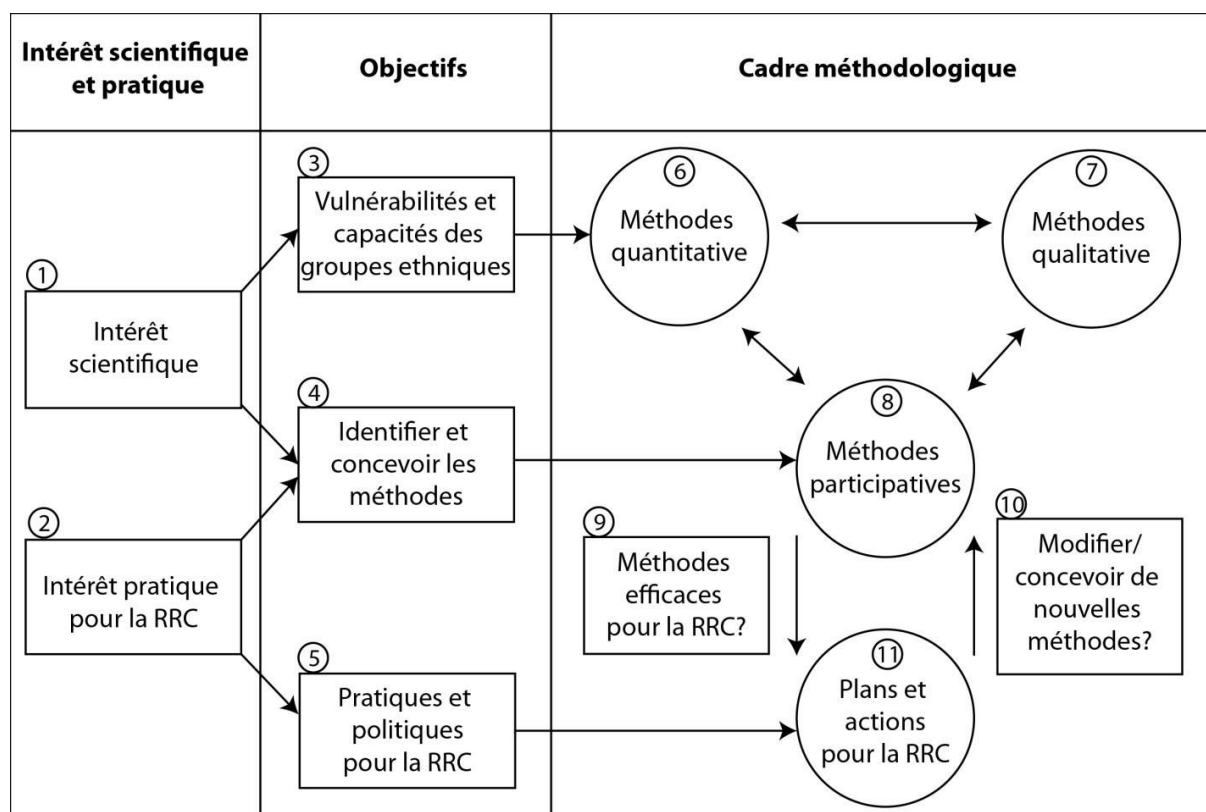 Intérêt scientifique
et pratique
Objectifs
Cadre méthodologique
1
Intérêt
scientifique
2
Intérêt pratique
pour la RRC
3
Vulnérabilités et
capacités des
groupes ethniques
4
Identifier et
concevoir les
méthodes
5
Pratiques et
politiques
pour la RRC
6
Méthodes
quantitative
7
Méthodes
qualitative
8
Méthodes
participatives
9
Méthodes
efficaces
pour la RRC?
10
Modifier/
concevoir de
nouvelles
méthodes?
11
Plans et
actions
pour la RRC